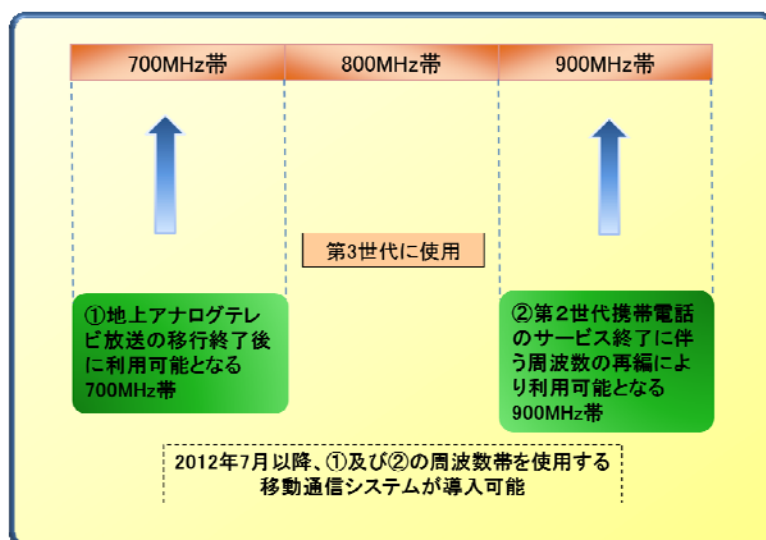 700MHz帯
800MHz帯
900MHz帯
第3世代に使用
①地上アナログテレ
ビ放送の移行終了後
に利用可能となる
700MHz帯
②第２世代携帯電話
のサービス終了に伴
う周波数の再編によ
り利用可能となる
900MHz帯
2012年7月以降、①及び②の周波数帯を使用する
移動通信システムが導入可能